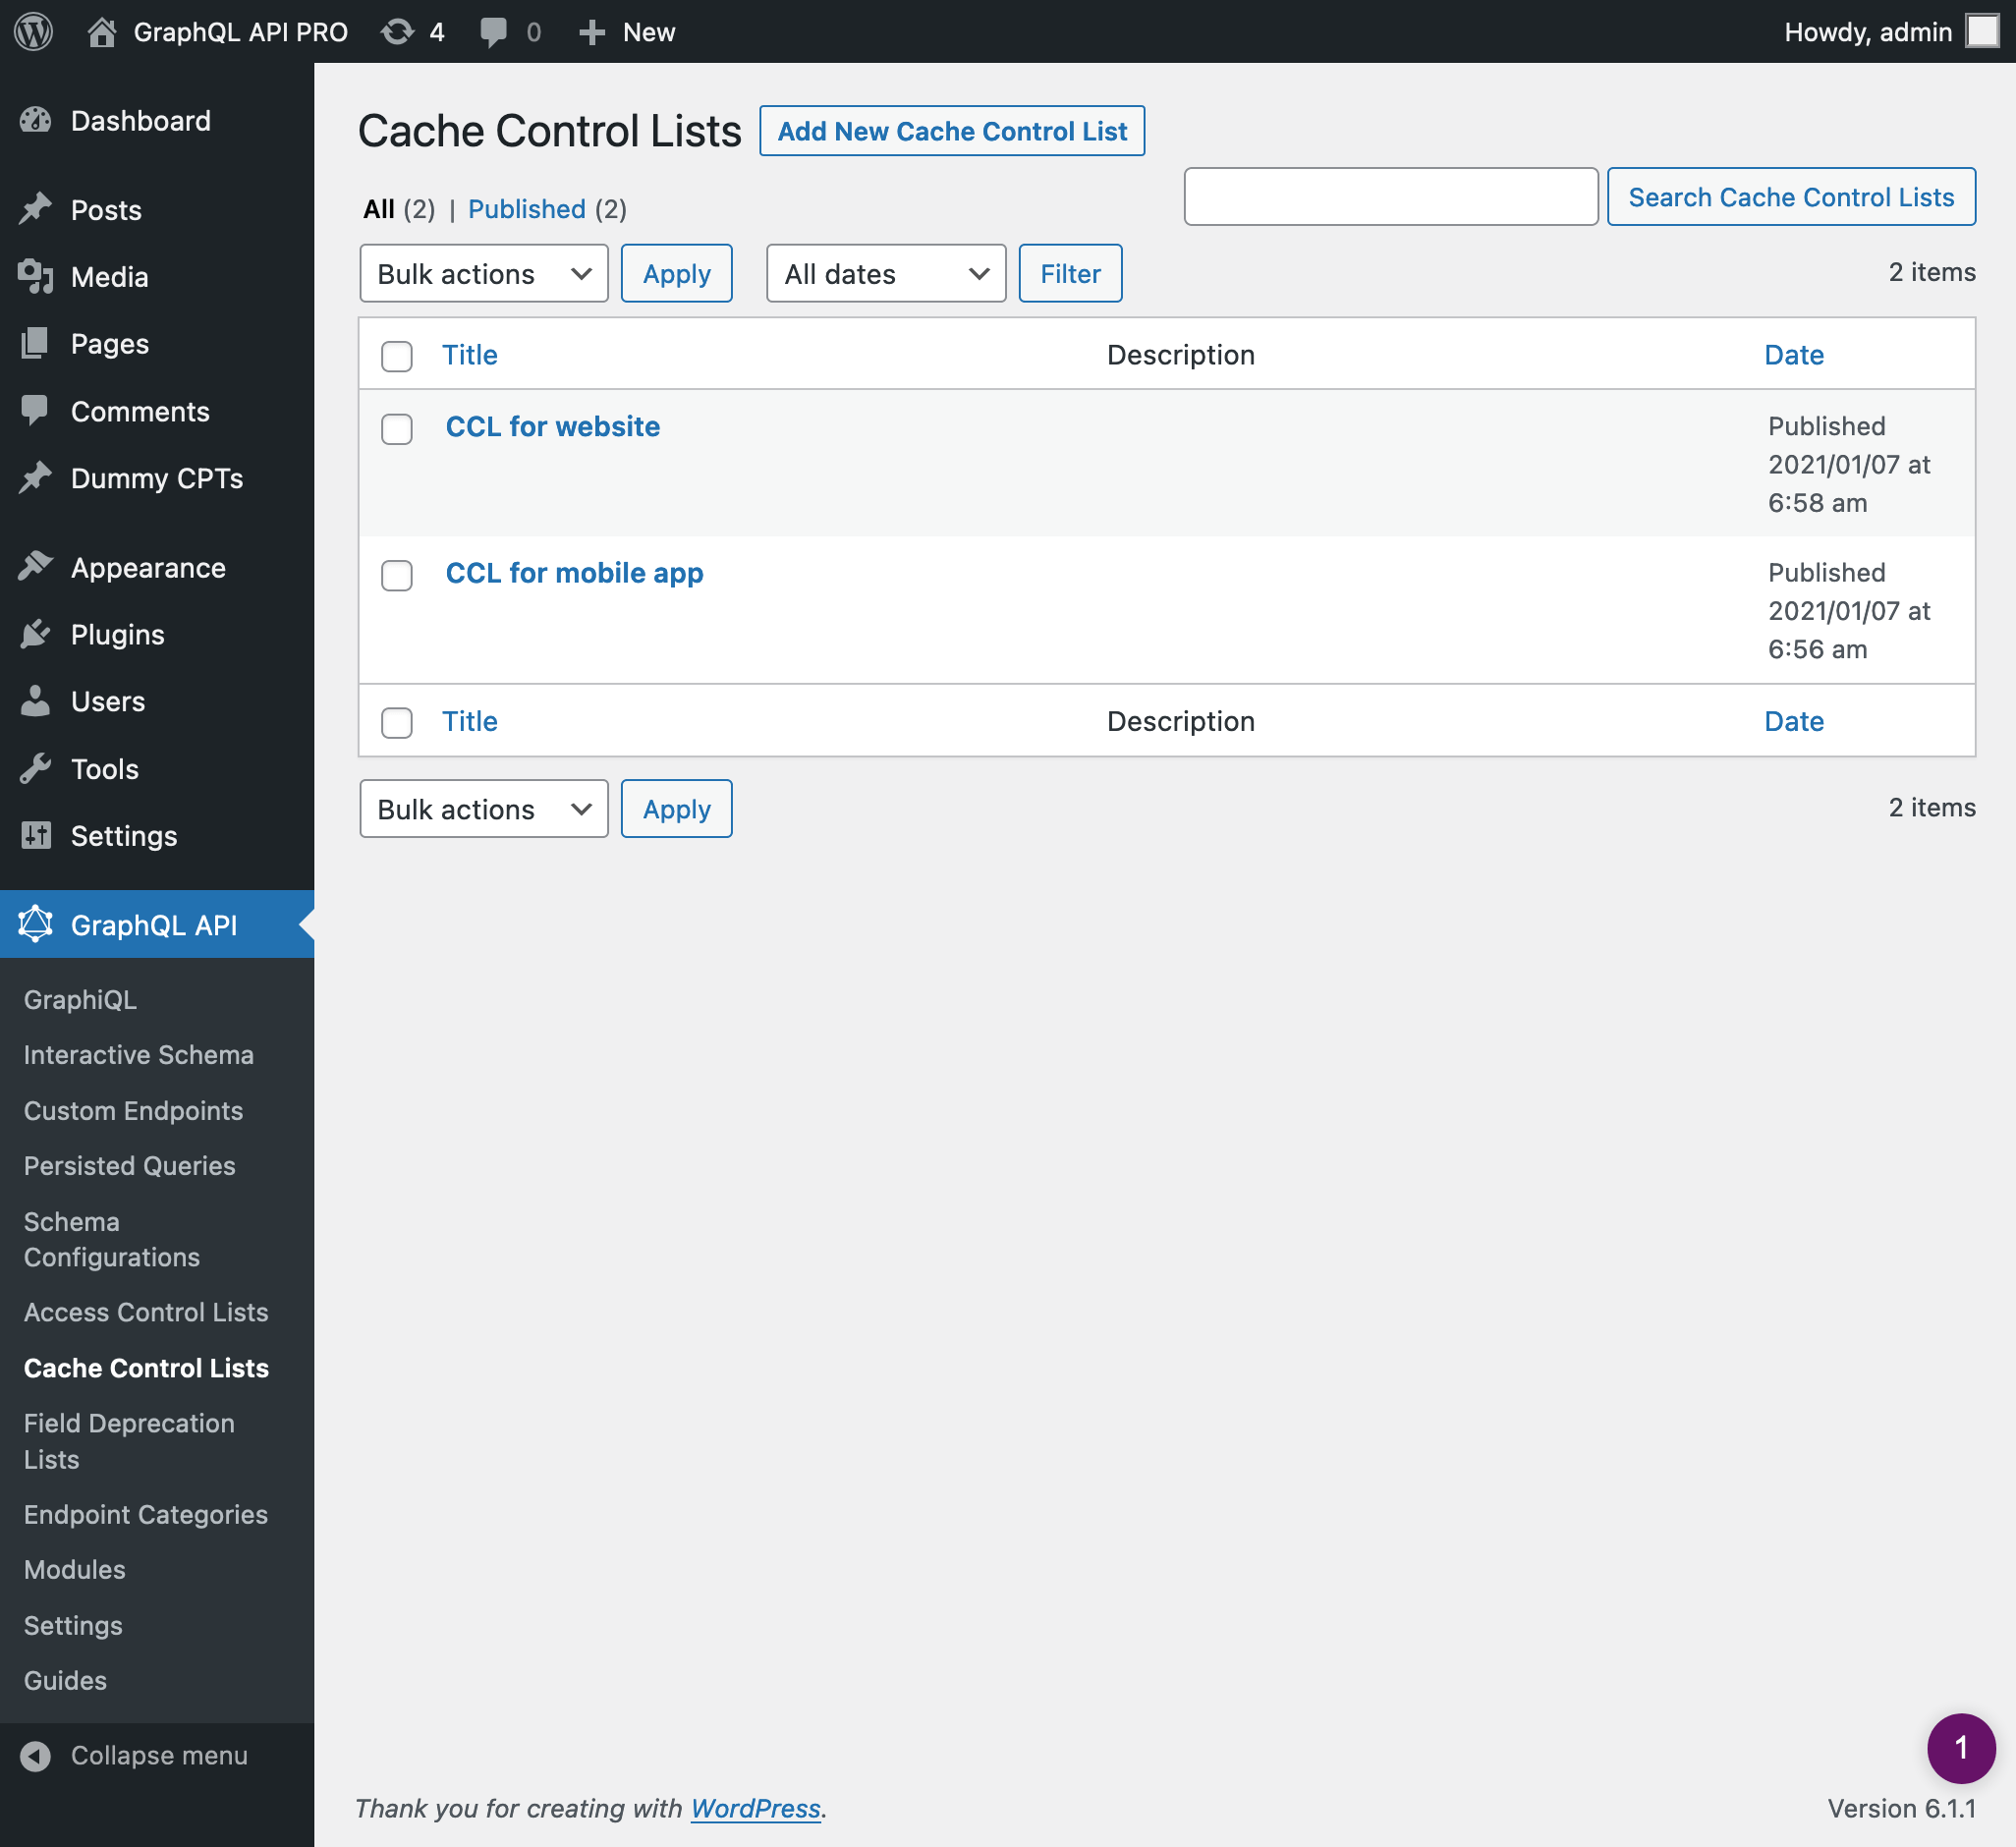 GraphQL API PRO 4 0 New Howdy, admin
Dashboard
Posts
Media
Pages
Comments
Dummy CPTs
Appearance
Plugins
Users
Tools
Settings
GraphQL API
GraphiQL
Interactive Schema
Custom Endpoints
Persisted Queries
Schema
Configurations
Access Control Lists
Cache Control Lists
Field Deprecation
Lists
Endpoint Categories
Modules
Settings
Guides
Collapse menu
Cache Control Lists Add New Cache Control List
Search Cache Control Lists
All (2) | Published (2)
Bulk actions Apply All dates Filter 2 items
Title Description Date
CCL for website Published
2021/01/07 at
6:58 am
CCL for mobile app Published
2021/01/07 at
6:56 am
Title Description Date
Bulk actions Apply 2 items
1
Thank you for creating with WordPress. Version 6.1.1